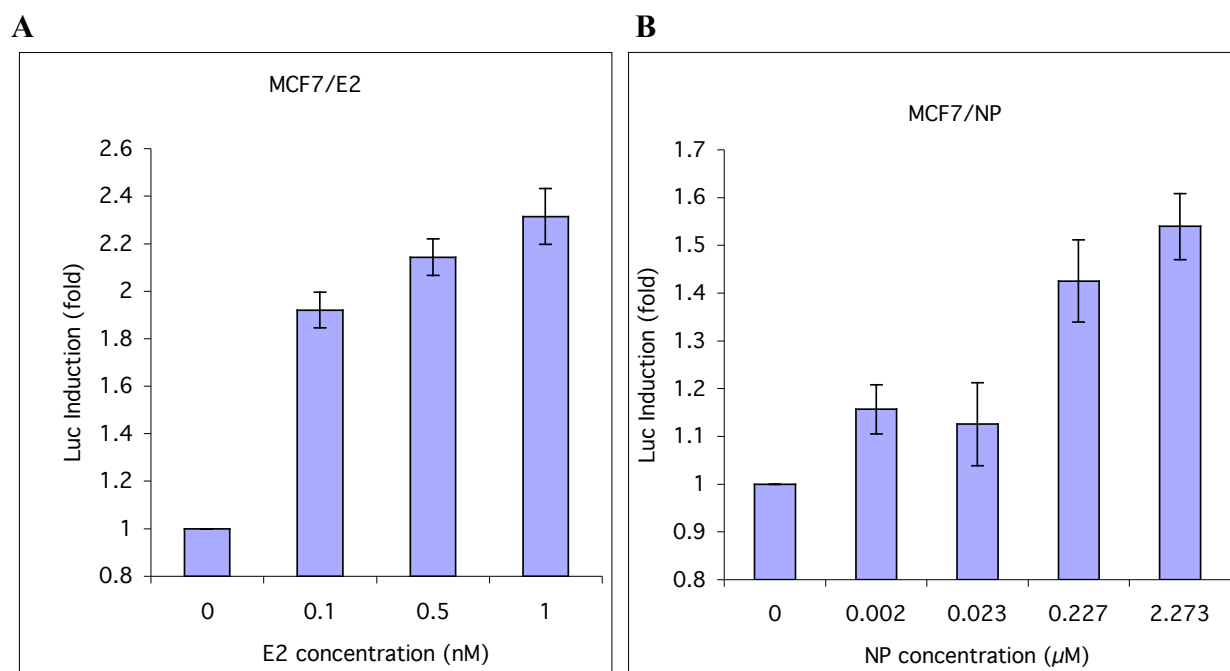 A
MCF7/E2
Luc Induction (fold)
2.6
2.4
2.2
2
1.8
1.6
1.4
1.2
1
0.8
0 0.1 0.5 1
E2 concentration (nM)
B
MCF7/NP
Luc Induction (fold)
1.7
1.6
1.5
1.4
1.3
1.2
1.1
1
0.9
0.8
0 0.002 0.023 0.227 2.273
NP concentration (µM)